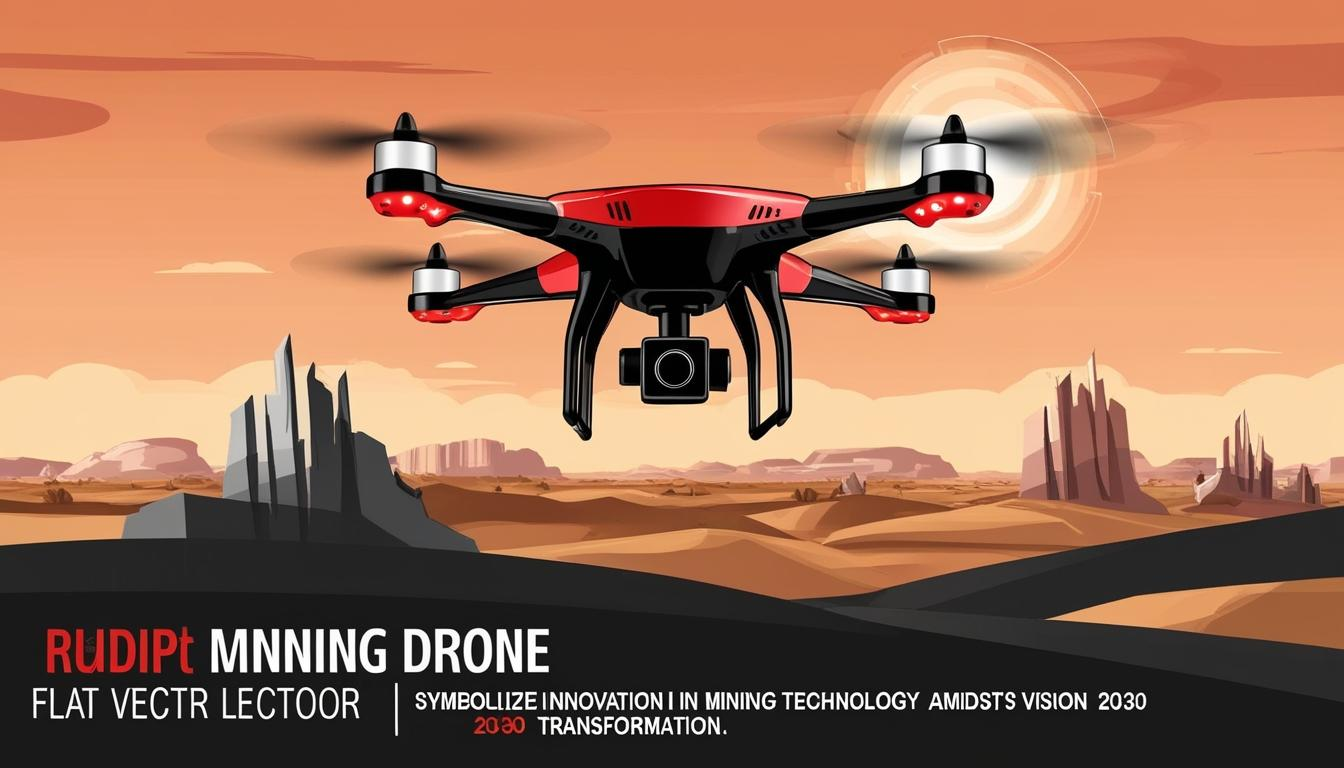 RUDIPt MNNING DRONE
FLAT VECTR LECTOOR
SYMBOLLIZE INNOVATION I IN MINING TECHNOLOGY AMIDSTS VISION 2030
2030 TRANSFORMATION.